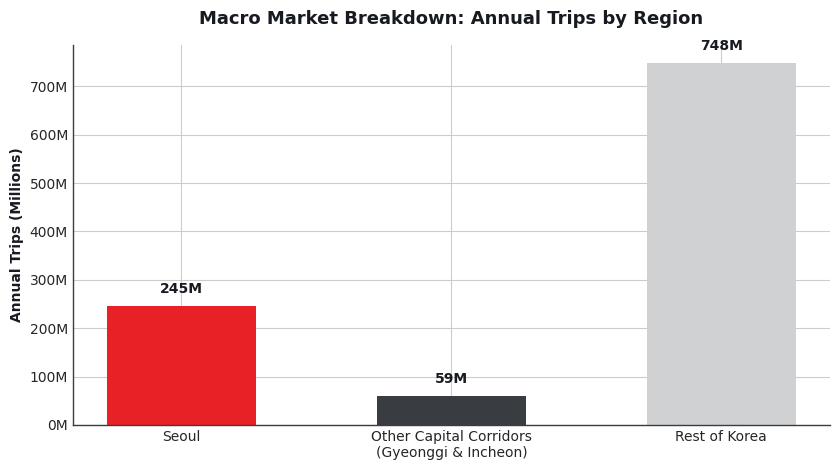 Macro Market Breakdown: Annual Trips by Region
Annual Trips (Millions)
700M
600M
500M
400M
300M
200M
100M
0M
245M
59M
748M
Seoul
Other Capital Corridors
(Gyeonggi & Incheon)
Rest of Korea